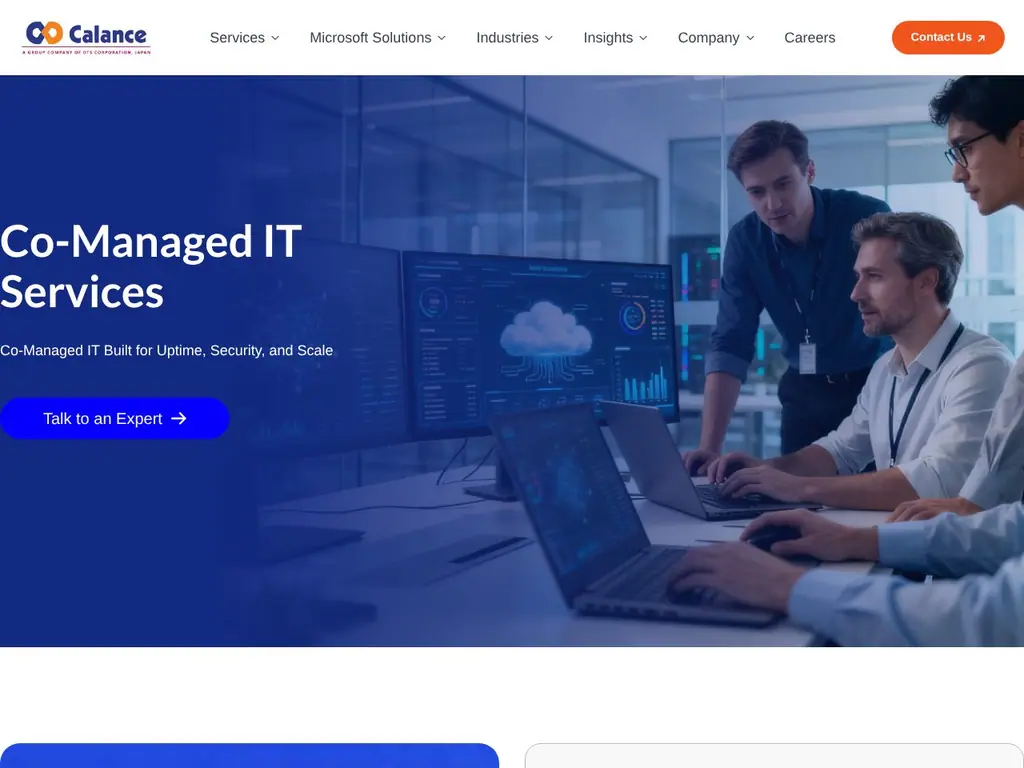 Calance
A GROUP COMPANY OF OTS CORPORATION, JAPAN
Services
Microsoft Solutions
Industries
Insights
Company
Careers
Contact Us
Co-Managed IT
Services
Co-Managed IT Built for Uptime, Security, and Scale
Talk to an Expert